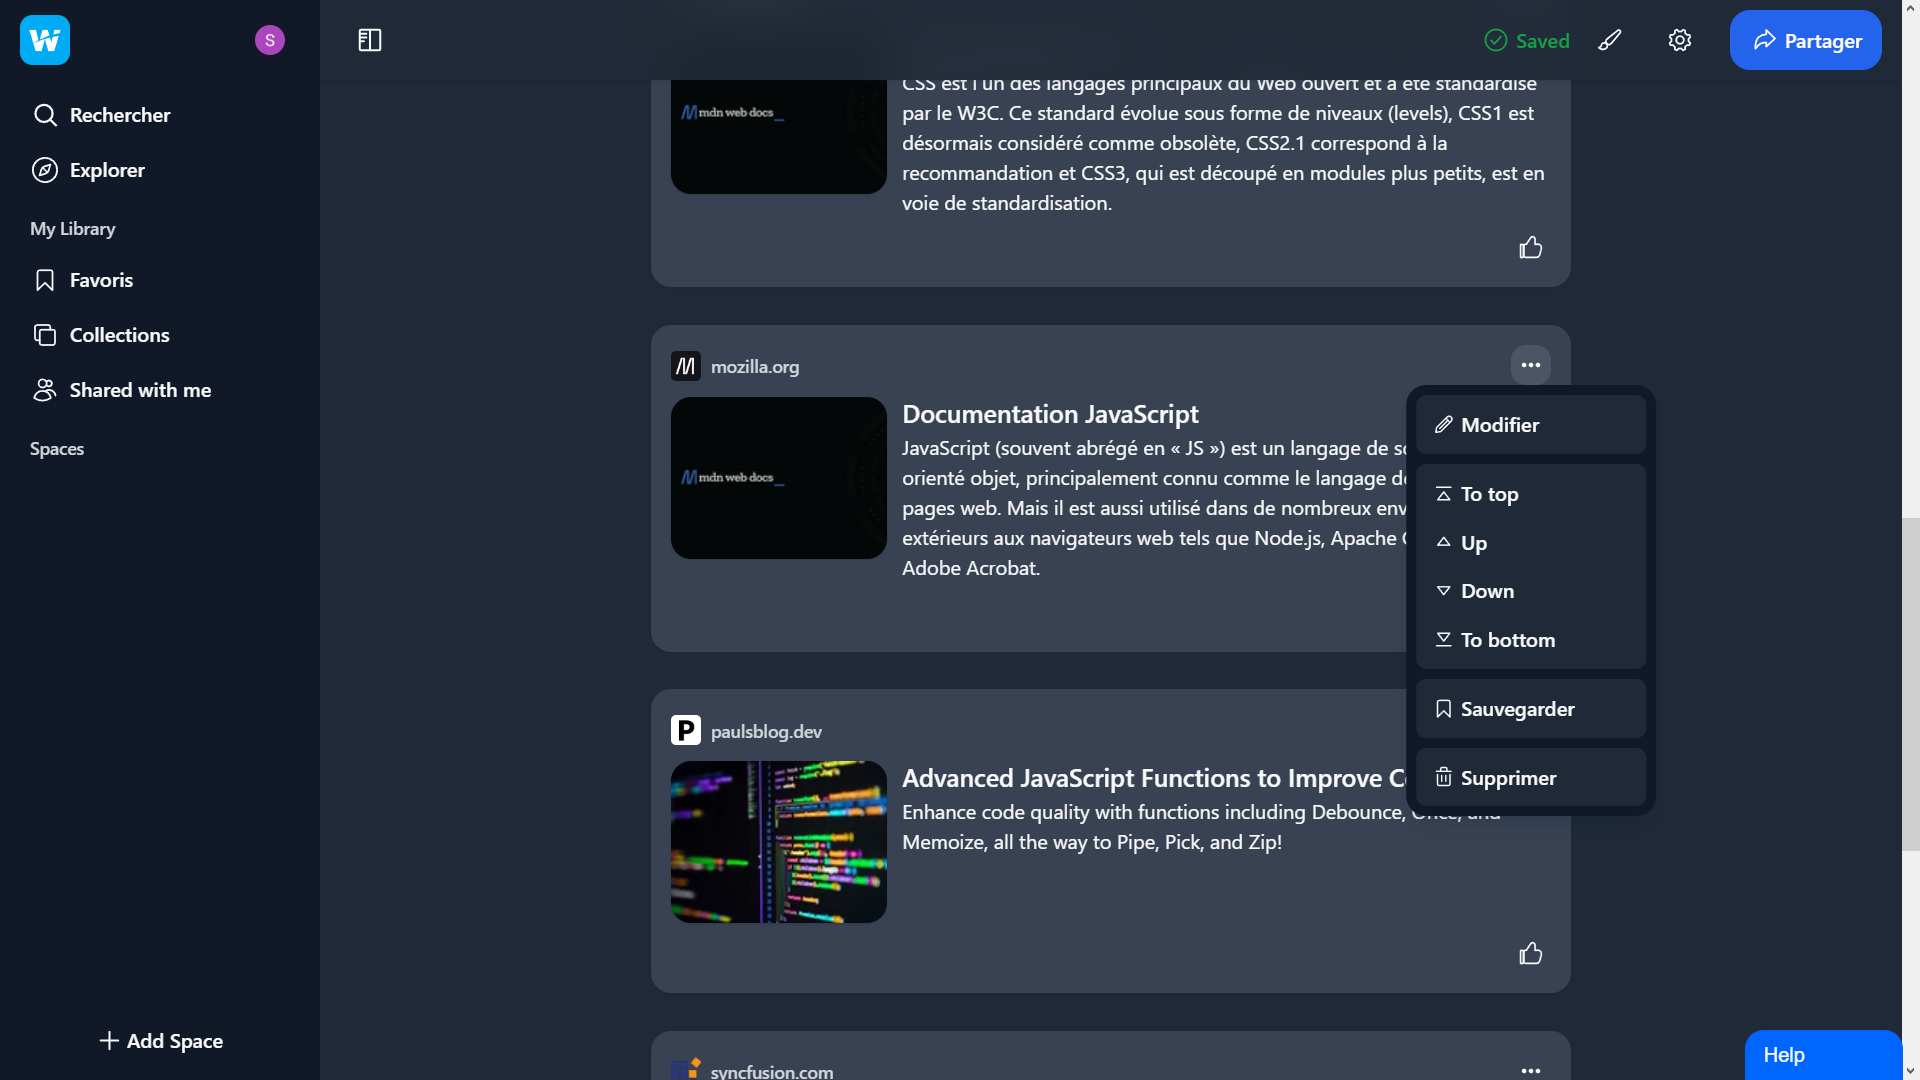 W
S
Rechercher
Explorer
My Library
Favoris
Collections
Shared with me
Spaces
Add Space
Saved
Partager
CSS est l'un des langages principaux du Web ouvert et a été standardisé
par le W3C. Ce standard évolue sous forme de niveaux (levels), CSS1 est
désormais considéré comme obsolète, CSS2.1 correspond à la
recommandation et CSS3, qui est découpé en modules plus petits, est en
voie de standardisation.
mdn web docs_
mozilla.org
mdn web docs_
Documentation JavaScript
JavaScript (souvent abrégé en « JS ») est un langage de
orienté objet, principalement connu comme le langage
pages web. Mais il est aussi utilisé dans de nombreux
extérieurs aux navigateurs web tels que Node.js, Apache
Adobe Acrobat.
Modifier
To top
Up
Down
To bottom
Sauvegarder
Supprimer
P
paulsblog.dev
Advanced JavaScript Functions to Improve
Enhance code quality with functions including Debounce, Once, and
Memoize, all the way to Pipe, Pick, and Zip!
syncfusion.com
Help